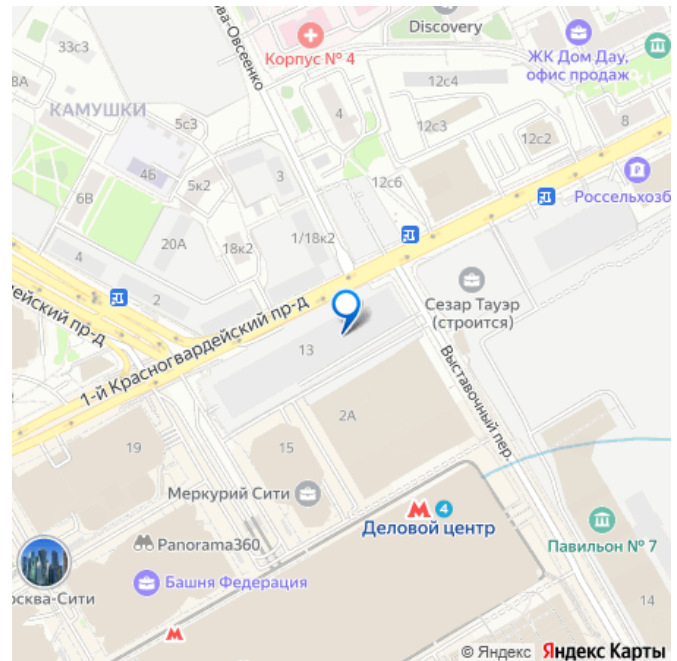 Discovery
33с3
ва-Овсеенко
Корпус № 4
ЖК Дом Дау,
офис продаж
8А
12с4
КАМУШКИ
5с3
4
12с3
8
12с2
4б
3
5к2
12с6
Россельхозб
6В
1/18к2
20А
18к2
4
2
Сезар Тауэр
(строится)
ейский пр-д
1-й Красногвардейский пр-д
13
Выставочный пер.
2А
19
15
Меркурий Сити
4
Деловой центр
Panorama360
Павильон № 7
Башня Федерация
осква-Сити
14
© Яндекс Яндекс Карты